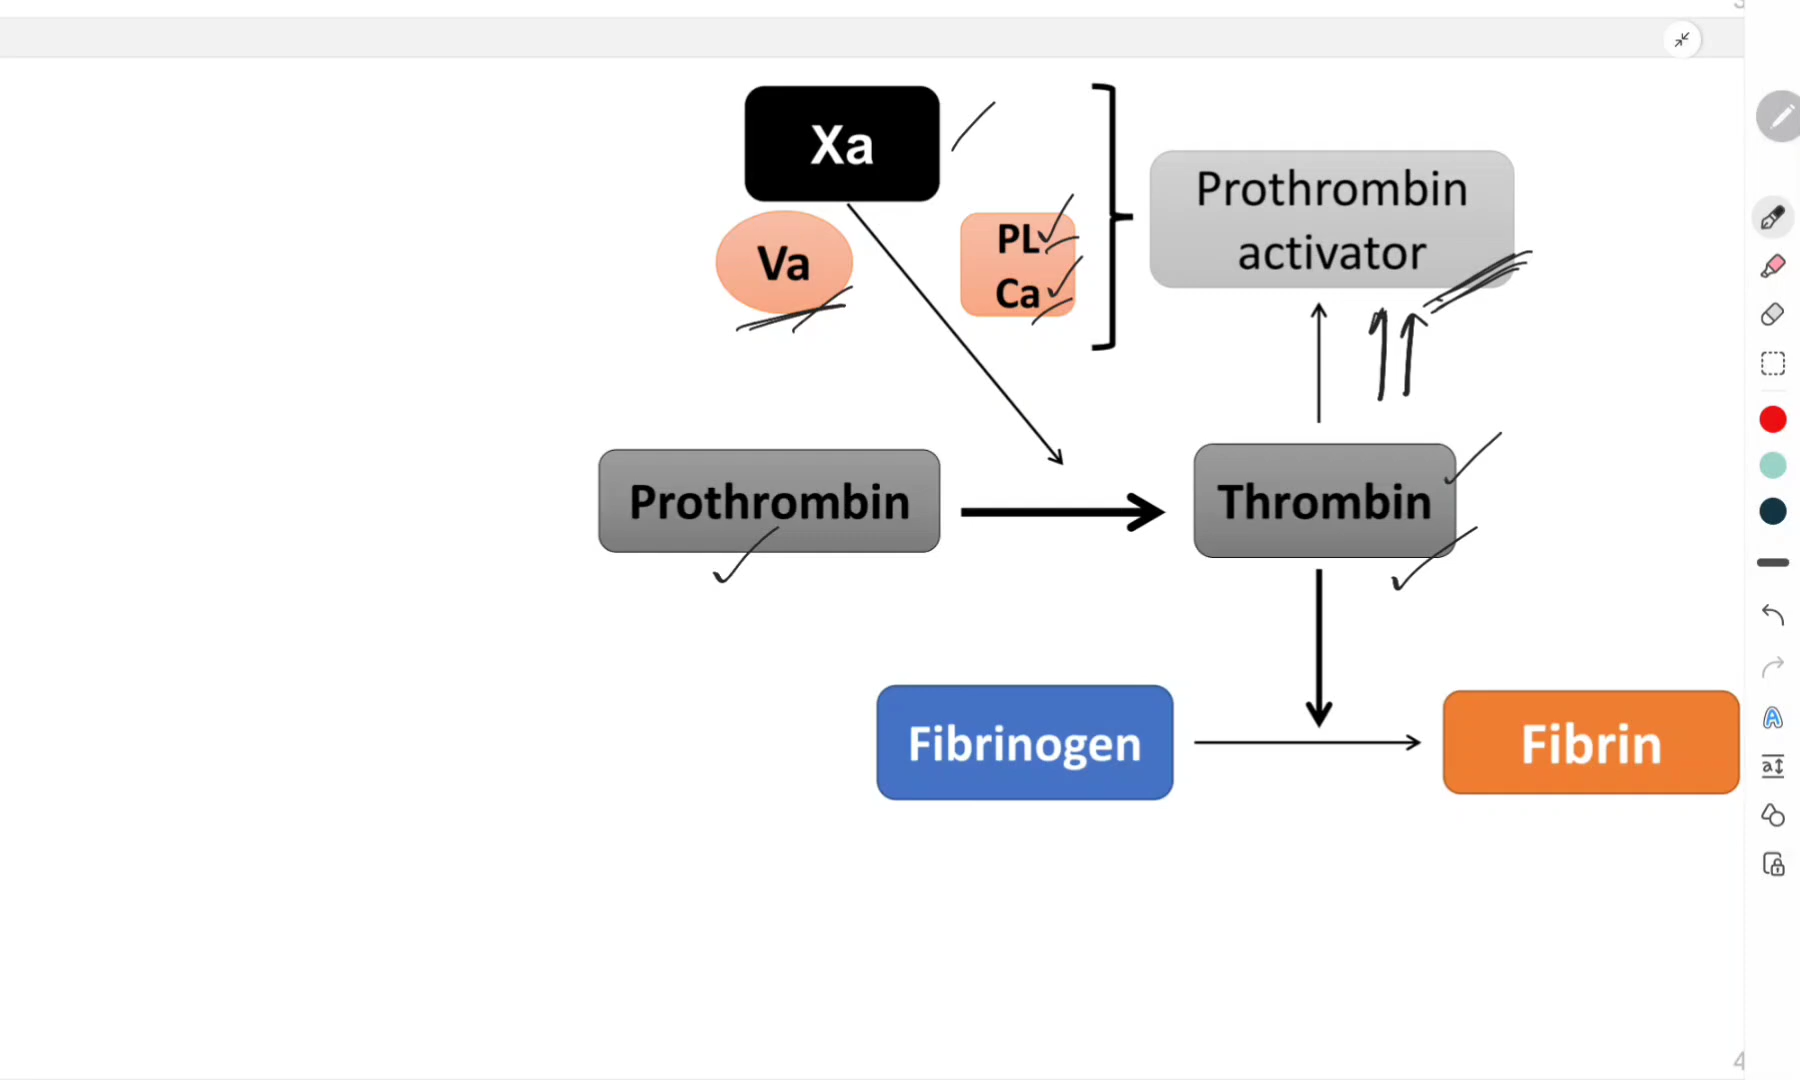 Xa
Va
PL
Ca
Prothrombin
activator
Prothrombin
Thrombin
Fibrinogen
Fibrin